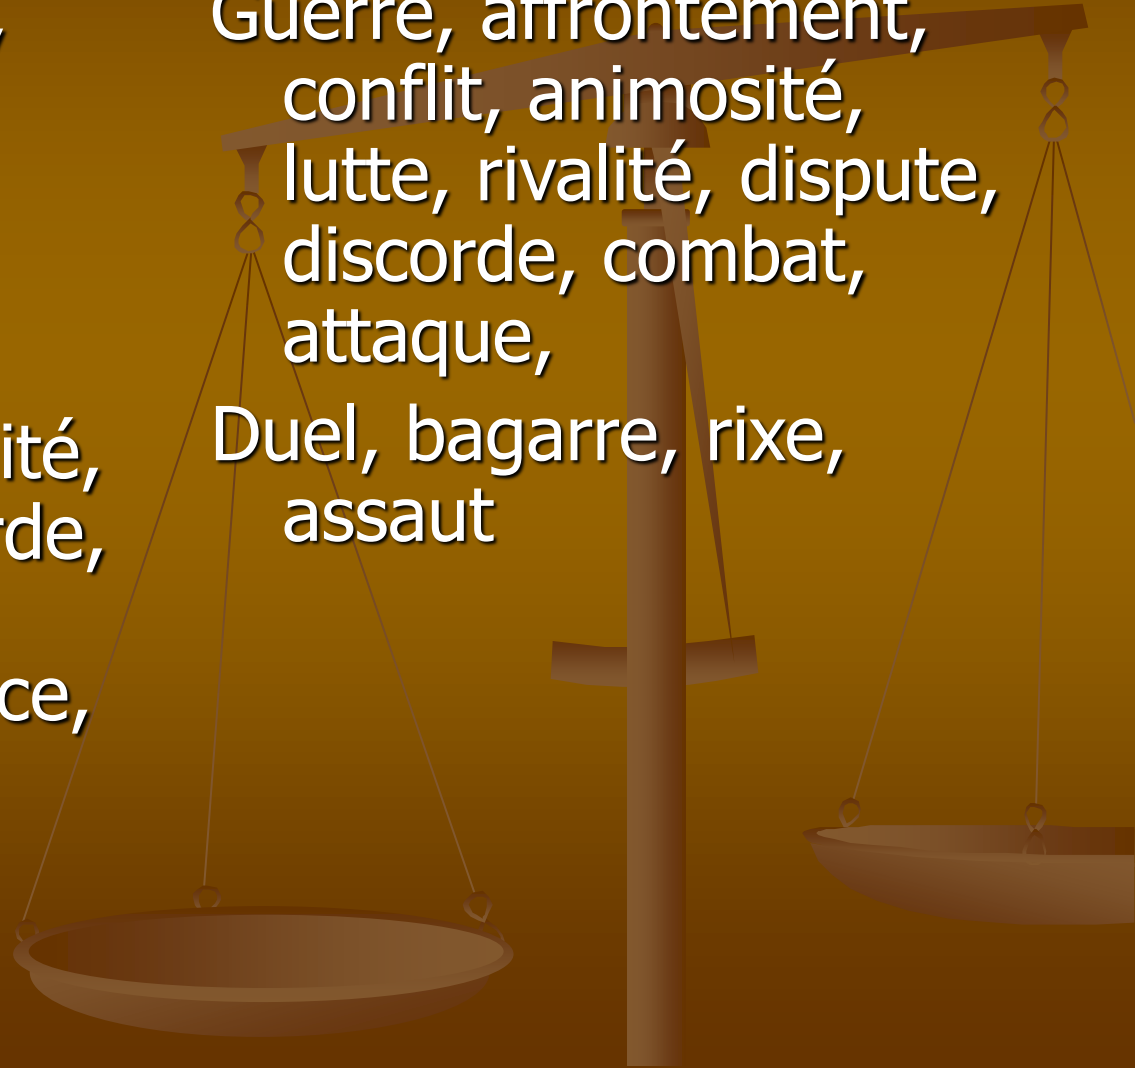 Guerre, affrontement,
conflit, animosité,
lutte, rivalité, dispute,
discorde, combat,
attaque,
Duel, bagarre, rixe,
assaut